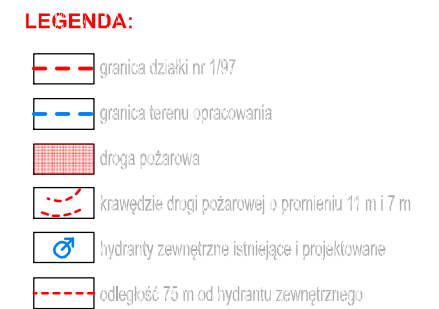 LEGENDA:
granica działki nr 1/97
granica terenu opracowania
droga pożarowa
krawędzie drogi pożarowej o promieniu 11 m i 7 m
hydranty zewnętrzne istniejące i projektowane
odległość 75 m od hydrantu zewnętrznego